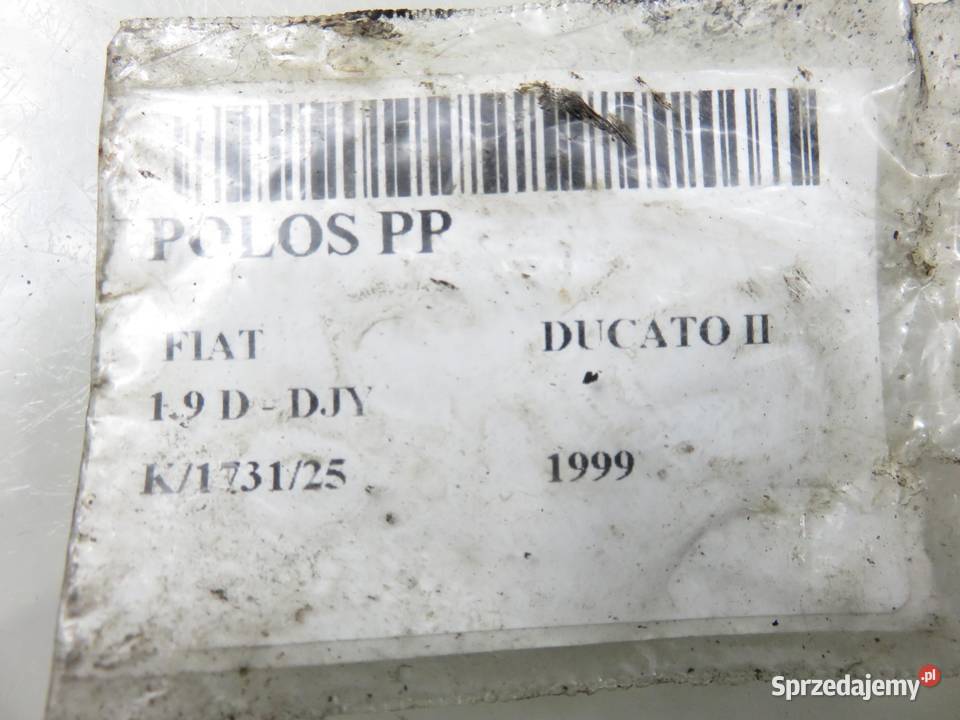 POLOS PP
FIAT DUCATO II
1.9 D - DJY
K/1731/25 1999
Sprzedajemy.pl